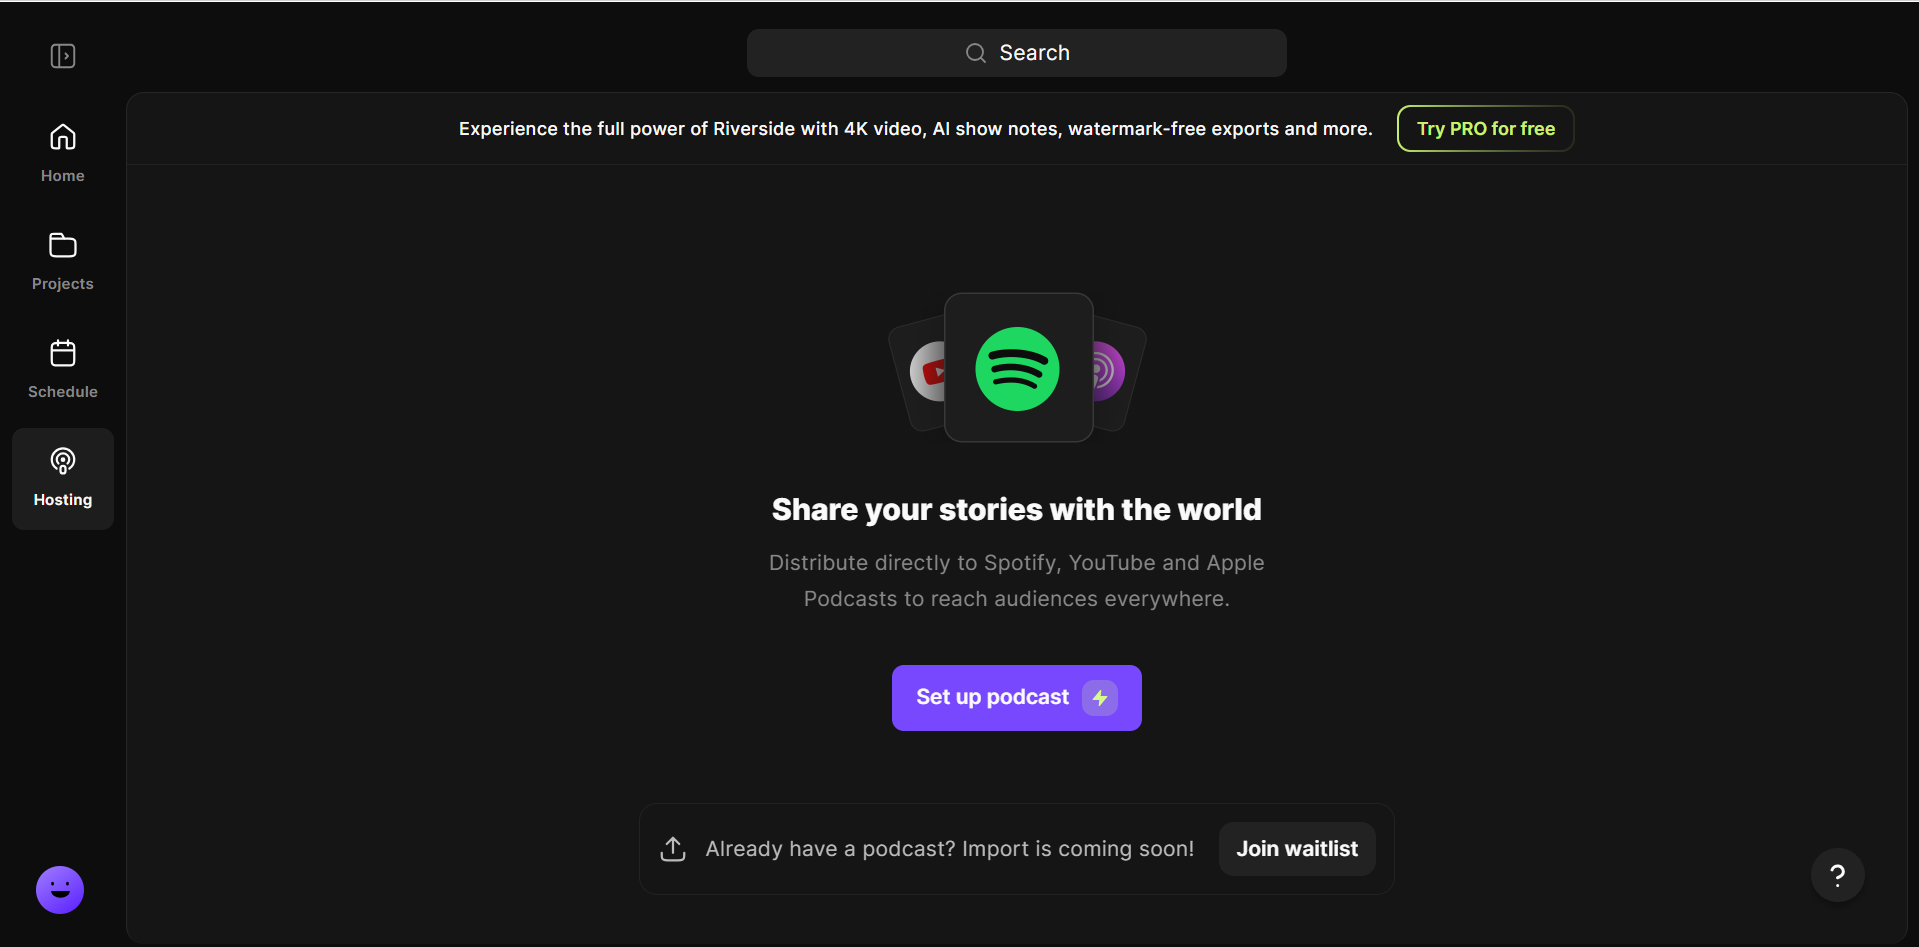 Search
Experience the full power of Riverside with 4K video, AI show notes, watermark-free exports and more.
Try PRO for free
Home
Projects
Schedule
Hosting
Share your stories with the world
Distribute directly to Spotify, YouTube and Apple
Podcasts to reach audiences everywhere.
Set up podcast
Already have a podcast? Import is coming soon!
Join waitlist
?